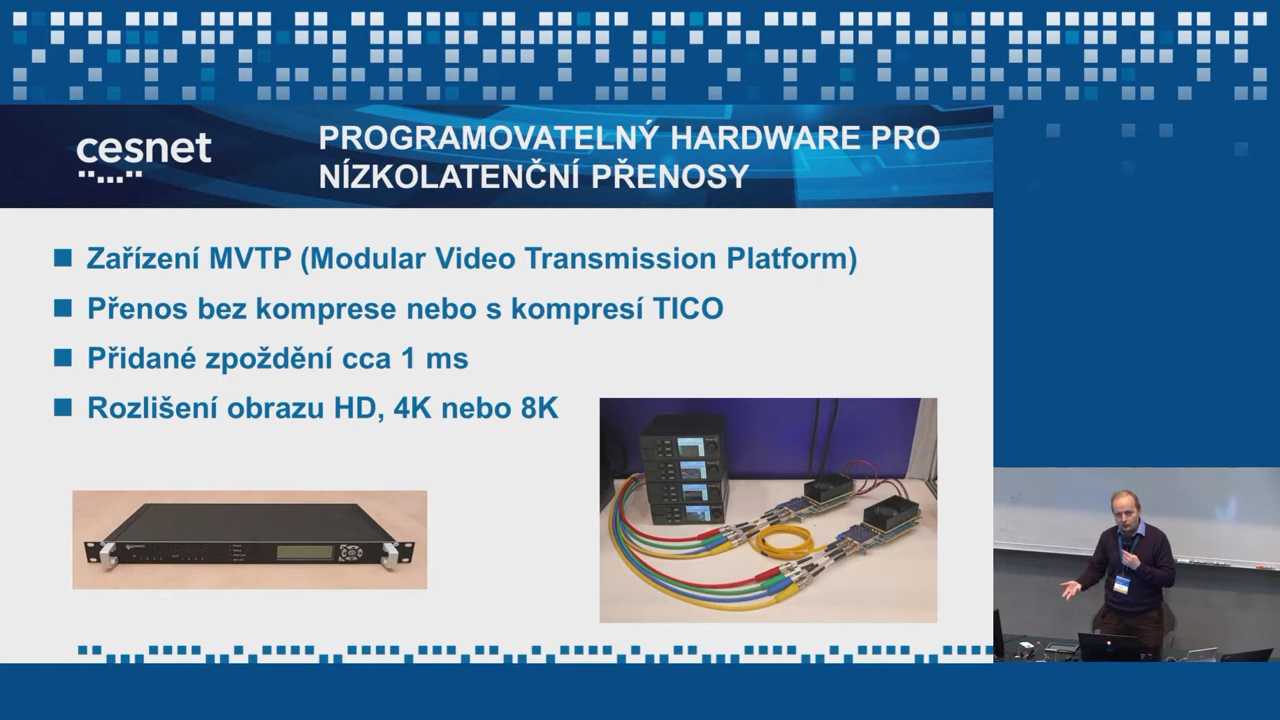 cesnet
PROGRAMOVATELNÝ HARDWARE PRO
NÍZKOLATENČNÍ PŘENOSY
Zařízení MVTP (Modular Video Transmission Platform)
Přenos bez komprese nebo s kompresí TICO
Přidané zpoždění cca 1 ms
Rozlišení obrazu HD, 4K nebo 8K